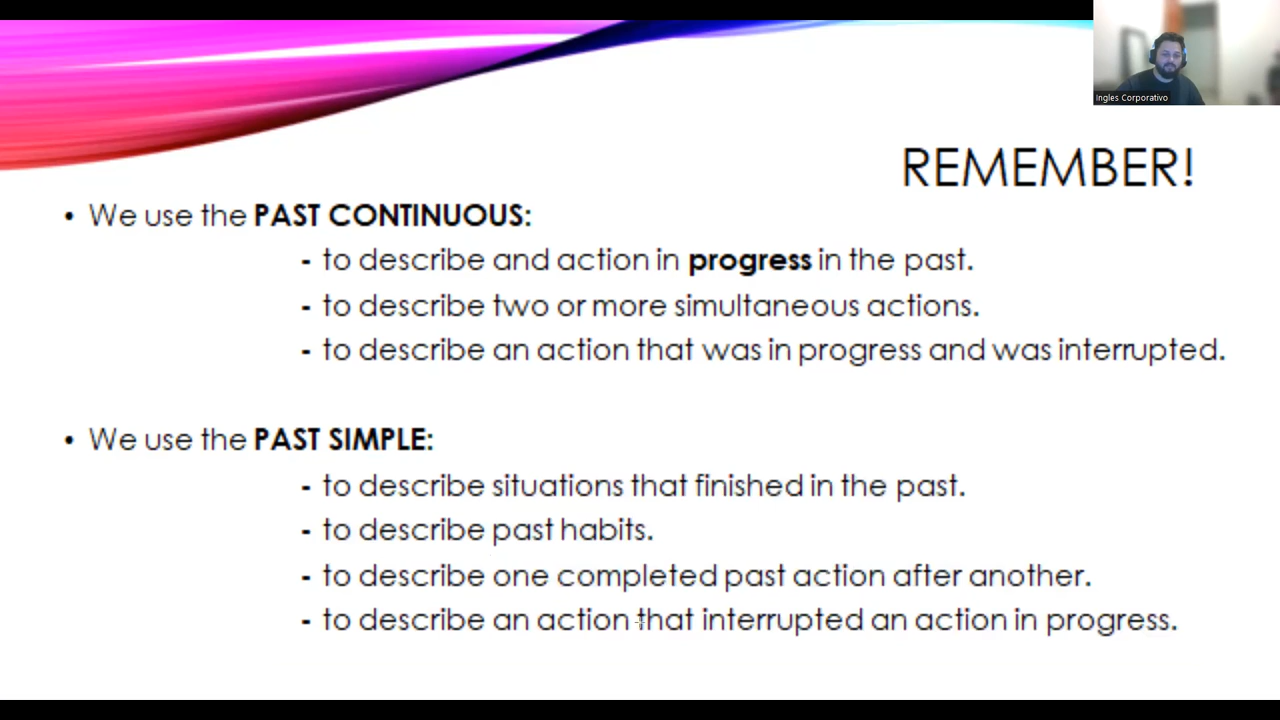 Ingles Corporativo
REMEMBER!
• We use the PAST CONTINUOUS:
- to describe and action in progress in the past.
- to describe two or more simultaneous actions.
- to describe an action that was in progress and was interrupted.
• We use the PAST SIMPLE:
- to describe situations that finished in the past.
- to describe past habits.
- to describe one completed past action after another.
- to describe an action that interrupted an action in progress.